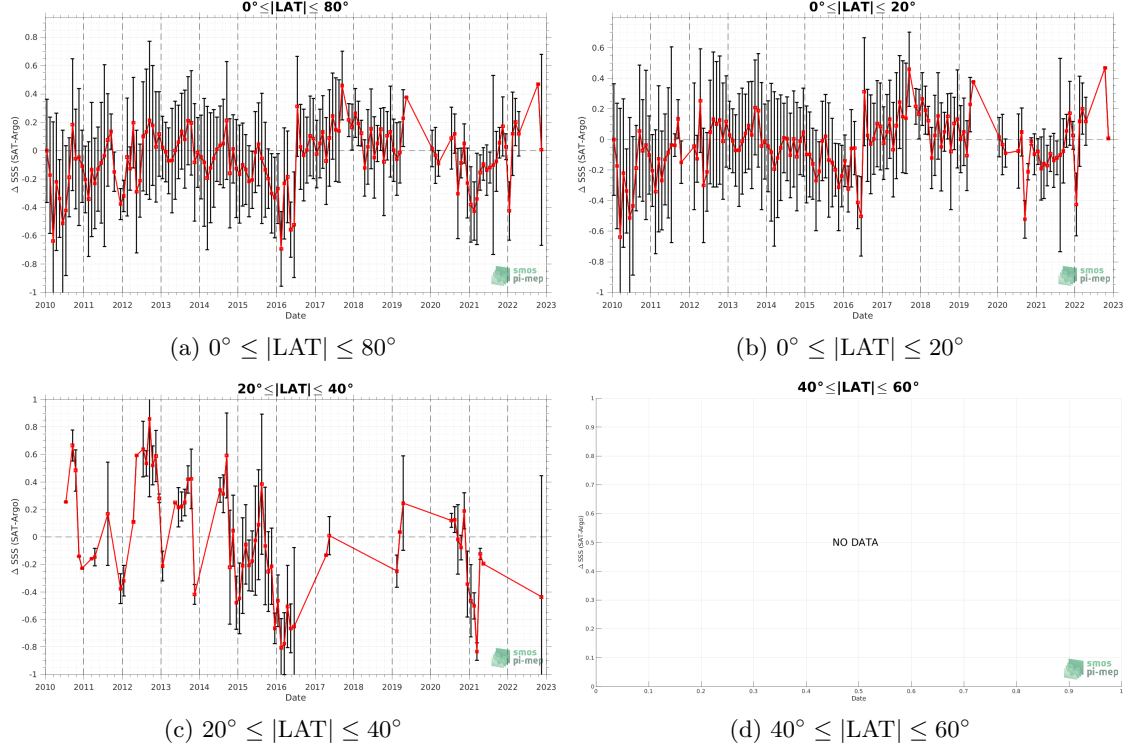 0°≤|LAT|≤ 80°
0.8
0.6
0.4
0.2
0
-0.2
-0.4
-0.6
-0.8
-1
Δ SSS (SAT-Argo)
2010 2011 2012 2013 2014 2015 2016 2017 2018 2019 2020 2021 2022 2023
Date
smos
pi-mep
(a) 0° ≤ |LAT| ≤ 80°
0°≤|LAT|≤ 20°
0.6
0.4
0.2
0
-0.2
-0.4
-0.6
-0.8
-1
Δ SSS (SAT-Argo)
2010 2011 2012 2013 2014 2015 2016 2017 2018 2019 2020 2021 2022 2023
Date
smos
pi-mep
(b) 0° ≤ |LAT| ≤ 20°
20°≤|LAT|≤ 40°
1
0.8
0.6
0.4
0.2
0
-0.2
-0.4
-0.6
-0.8
-1
Δ SSS (SAT-Argo)
2010 2011 2012 2013 2014 2015 2016 2017 2018 2019 2020 2021 2022 2023
Date
smos
pi-mep
(c) 20° ≤ |LAT| ≤ 40°
40°≤|LAT|≤ 60°
1
0.9
0.8
0.7
0.6
0.5
0.4
0.3
0.2
0.1
0
Δ SSS (SAT-Argo)
NO DATA
0 0.1 0.2 0.3 0.4 0.5 0.6 0.7 0.8 0.9 1
Date
smos
pi-mep
(d) 40° ≤ |LAT| ≤ 60°